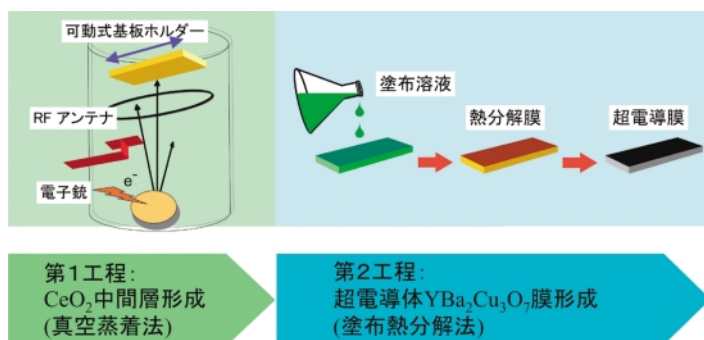 可動式基板ホルダー
RF アンテナ
電子銃
e⁻
塗布溶液
熱分解膜
超電導膜
第1工程:
CeO₂中間層形成
(真空蒸着法)
第2工程:
超電導体YBa₂Cu₃O₇膜形成
(塗布熱分解法)